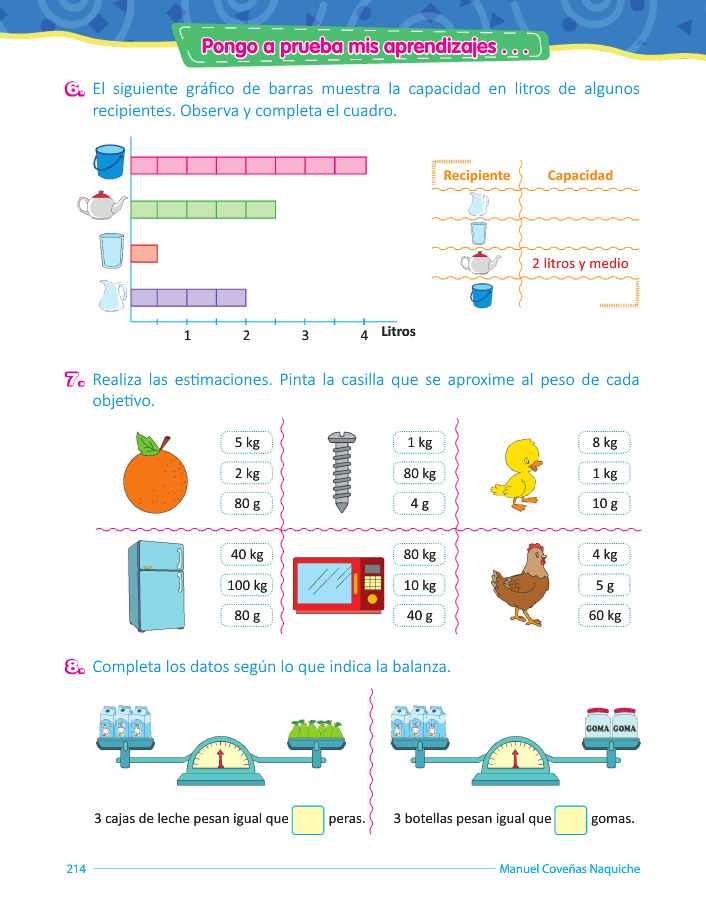 Pongo a prueba mis aprendizajes . . .
6. El siguiente gráfico de barras muestra la capacidad en litros de algunos
recipientes. Observa y completa el cuadro.
Recipiente Capacidad
2 litros y medio
1 2 3 4 Litros
7. Realiza las estimaciones. Pinta la casilla que se aproxime al peso de cada
objetivo.
5 kg 1 kg 8 kg
2 kg 80 kg 1 kg
80 g 4 g 10 g
40 kg 80 kg 4 kg
100 kg 10 kg 5 g
80 g 40 g 60 kg
8. Completa los datos según lo que indica la balanza.
GOMA GOMA
3 cajas de leche pesan igual que peras. 3 botellas pesan igual que gomas.
214 Manuel Coveñas Naquiche